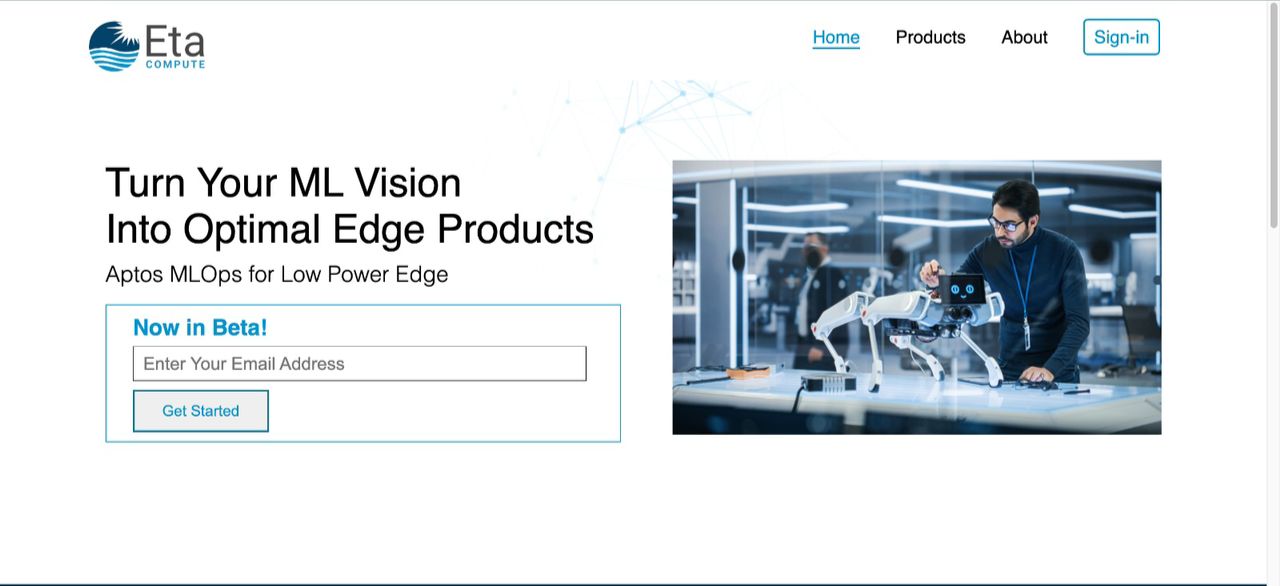 Eta
COMPUTE
Home
Products
About
Sign-in
Turn Your ML Vision
Into Optimal Edge Products
Aptos MLOps for Low Power Edge
Now in Beta!
Enter Your Email Address
Get Started